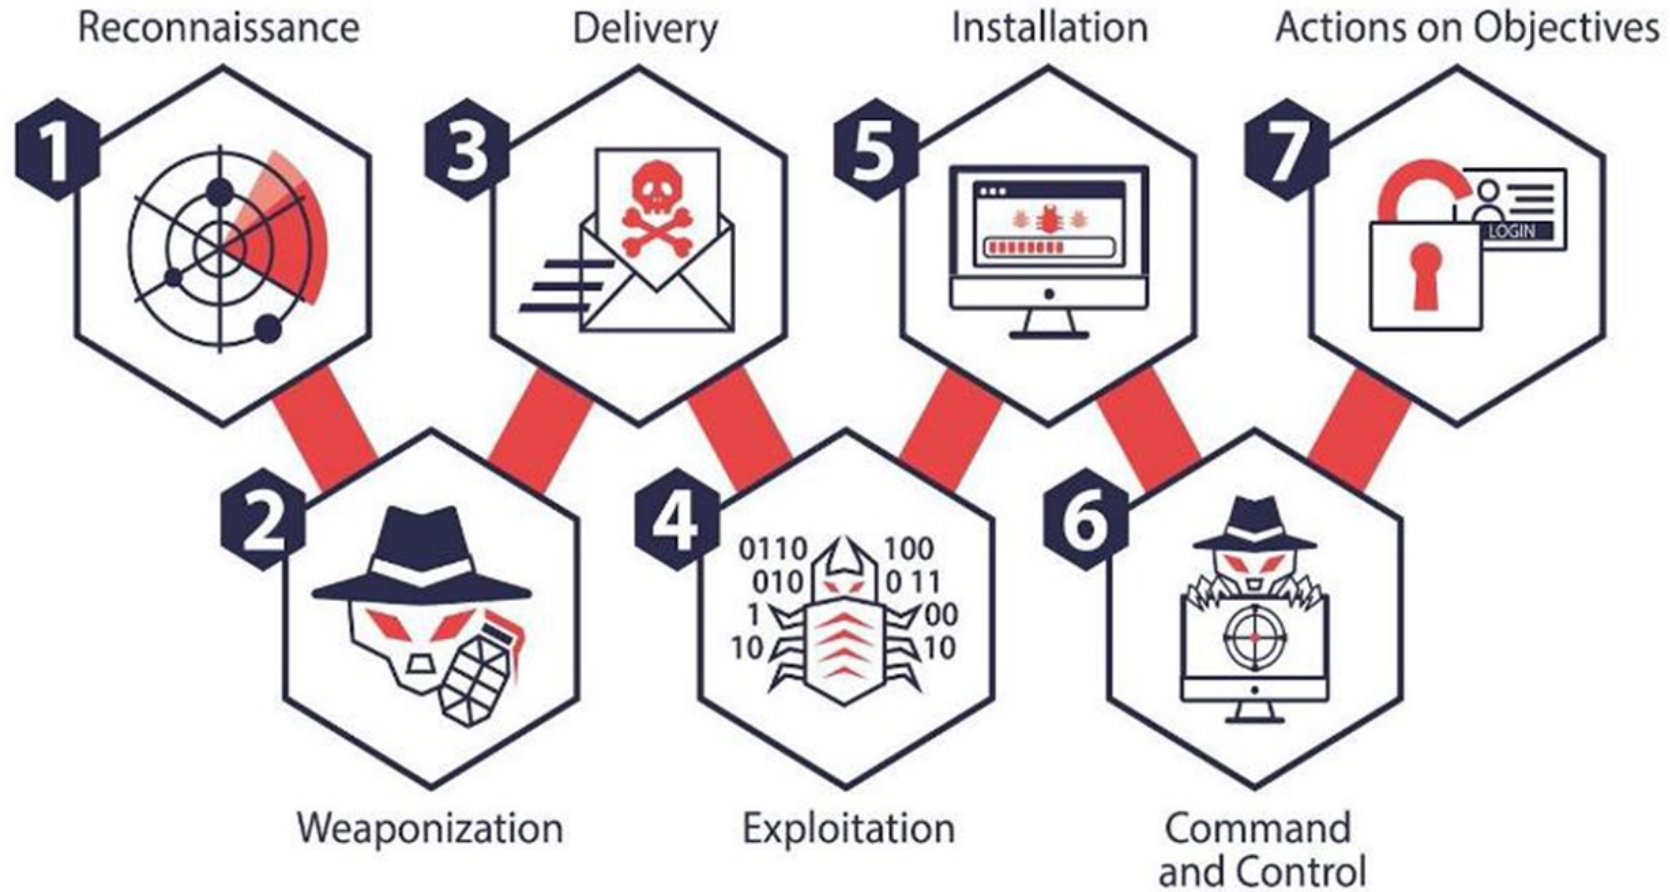 Reconnaissance
Delivery
Installation
Actions on Objectives
1
3
5
7
LOGIN
2
4
6
0110 100
010 0 11
1 00
10 10
Weaponization
Exploitation
Command
and Control